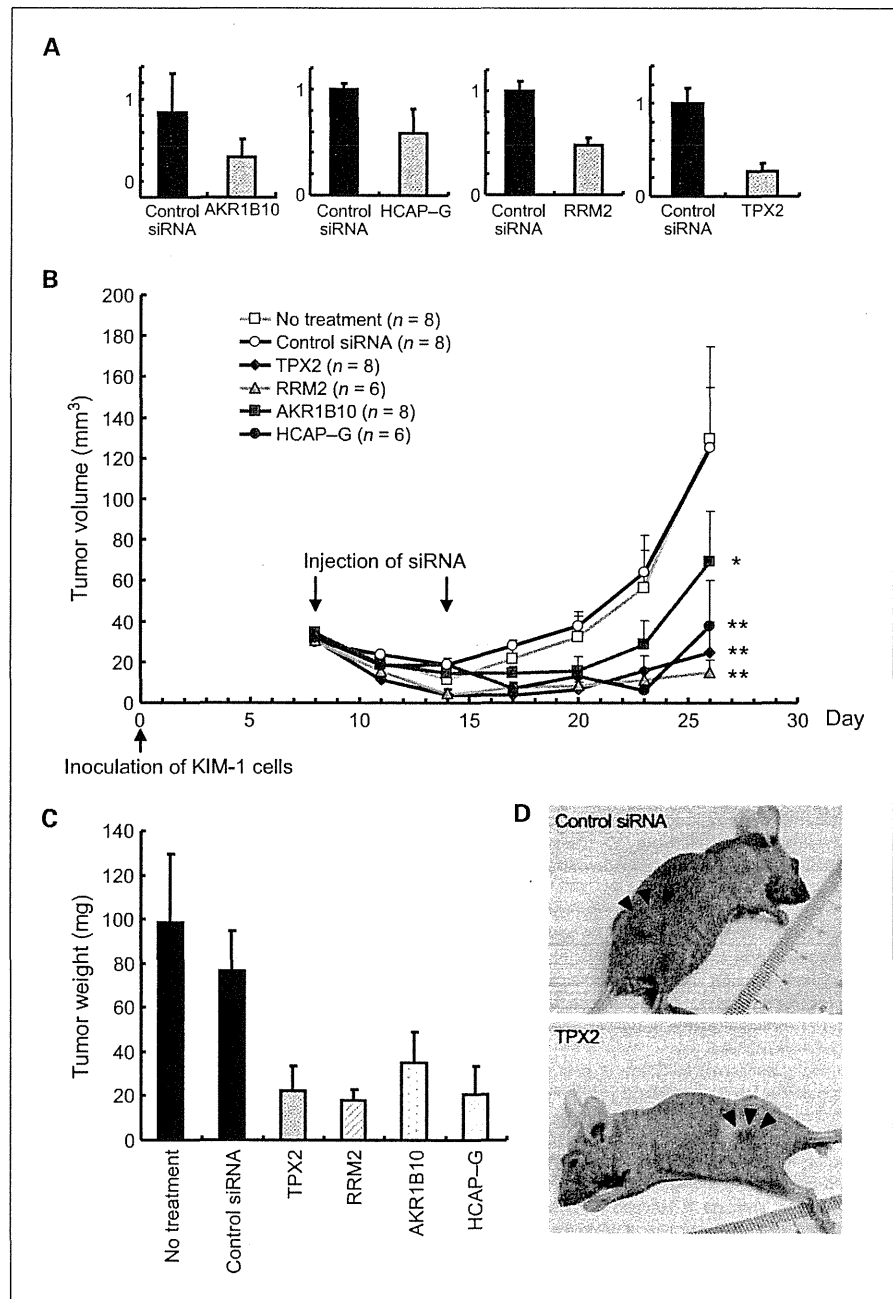 A
1
0
Control siRNA
AKR1B10
1
0
Control siRNA
HCAP–G
1
0
Control siRNA
RRM2
1
0
Control siRNA
TPX2
B
Tumor volume (mm³)
200
180
160
140
120
100
80
60
40
20
0
No treatment (n = 8)
Control siRNA (n = 8)
TPX2 (n = 8)
RRM2 (n = 6)
AKR1B10 (n = 8)
HCAP–G (n = 6)
Injection of siRNA
*
**
**
**
0 5 10 15 20 25 30 Day
Inoculation of KIM-1 cells
C
Tumor weight (mg)
140
120
100
80
60
40
20
0
No treatment
Control siRNA
TPX2
RRM2
AKR1B10
HCAP–G
D
Control siRNA
TPX2